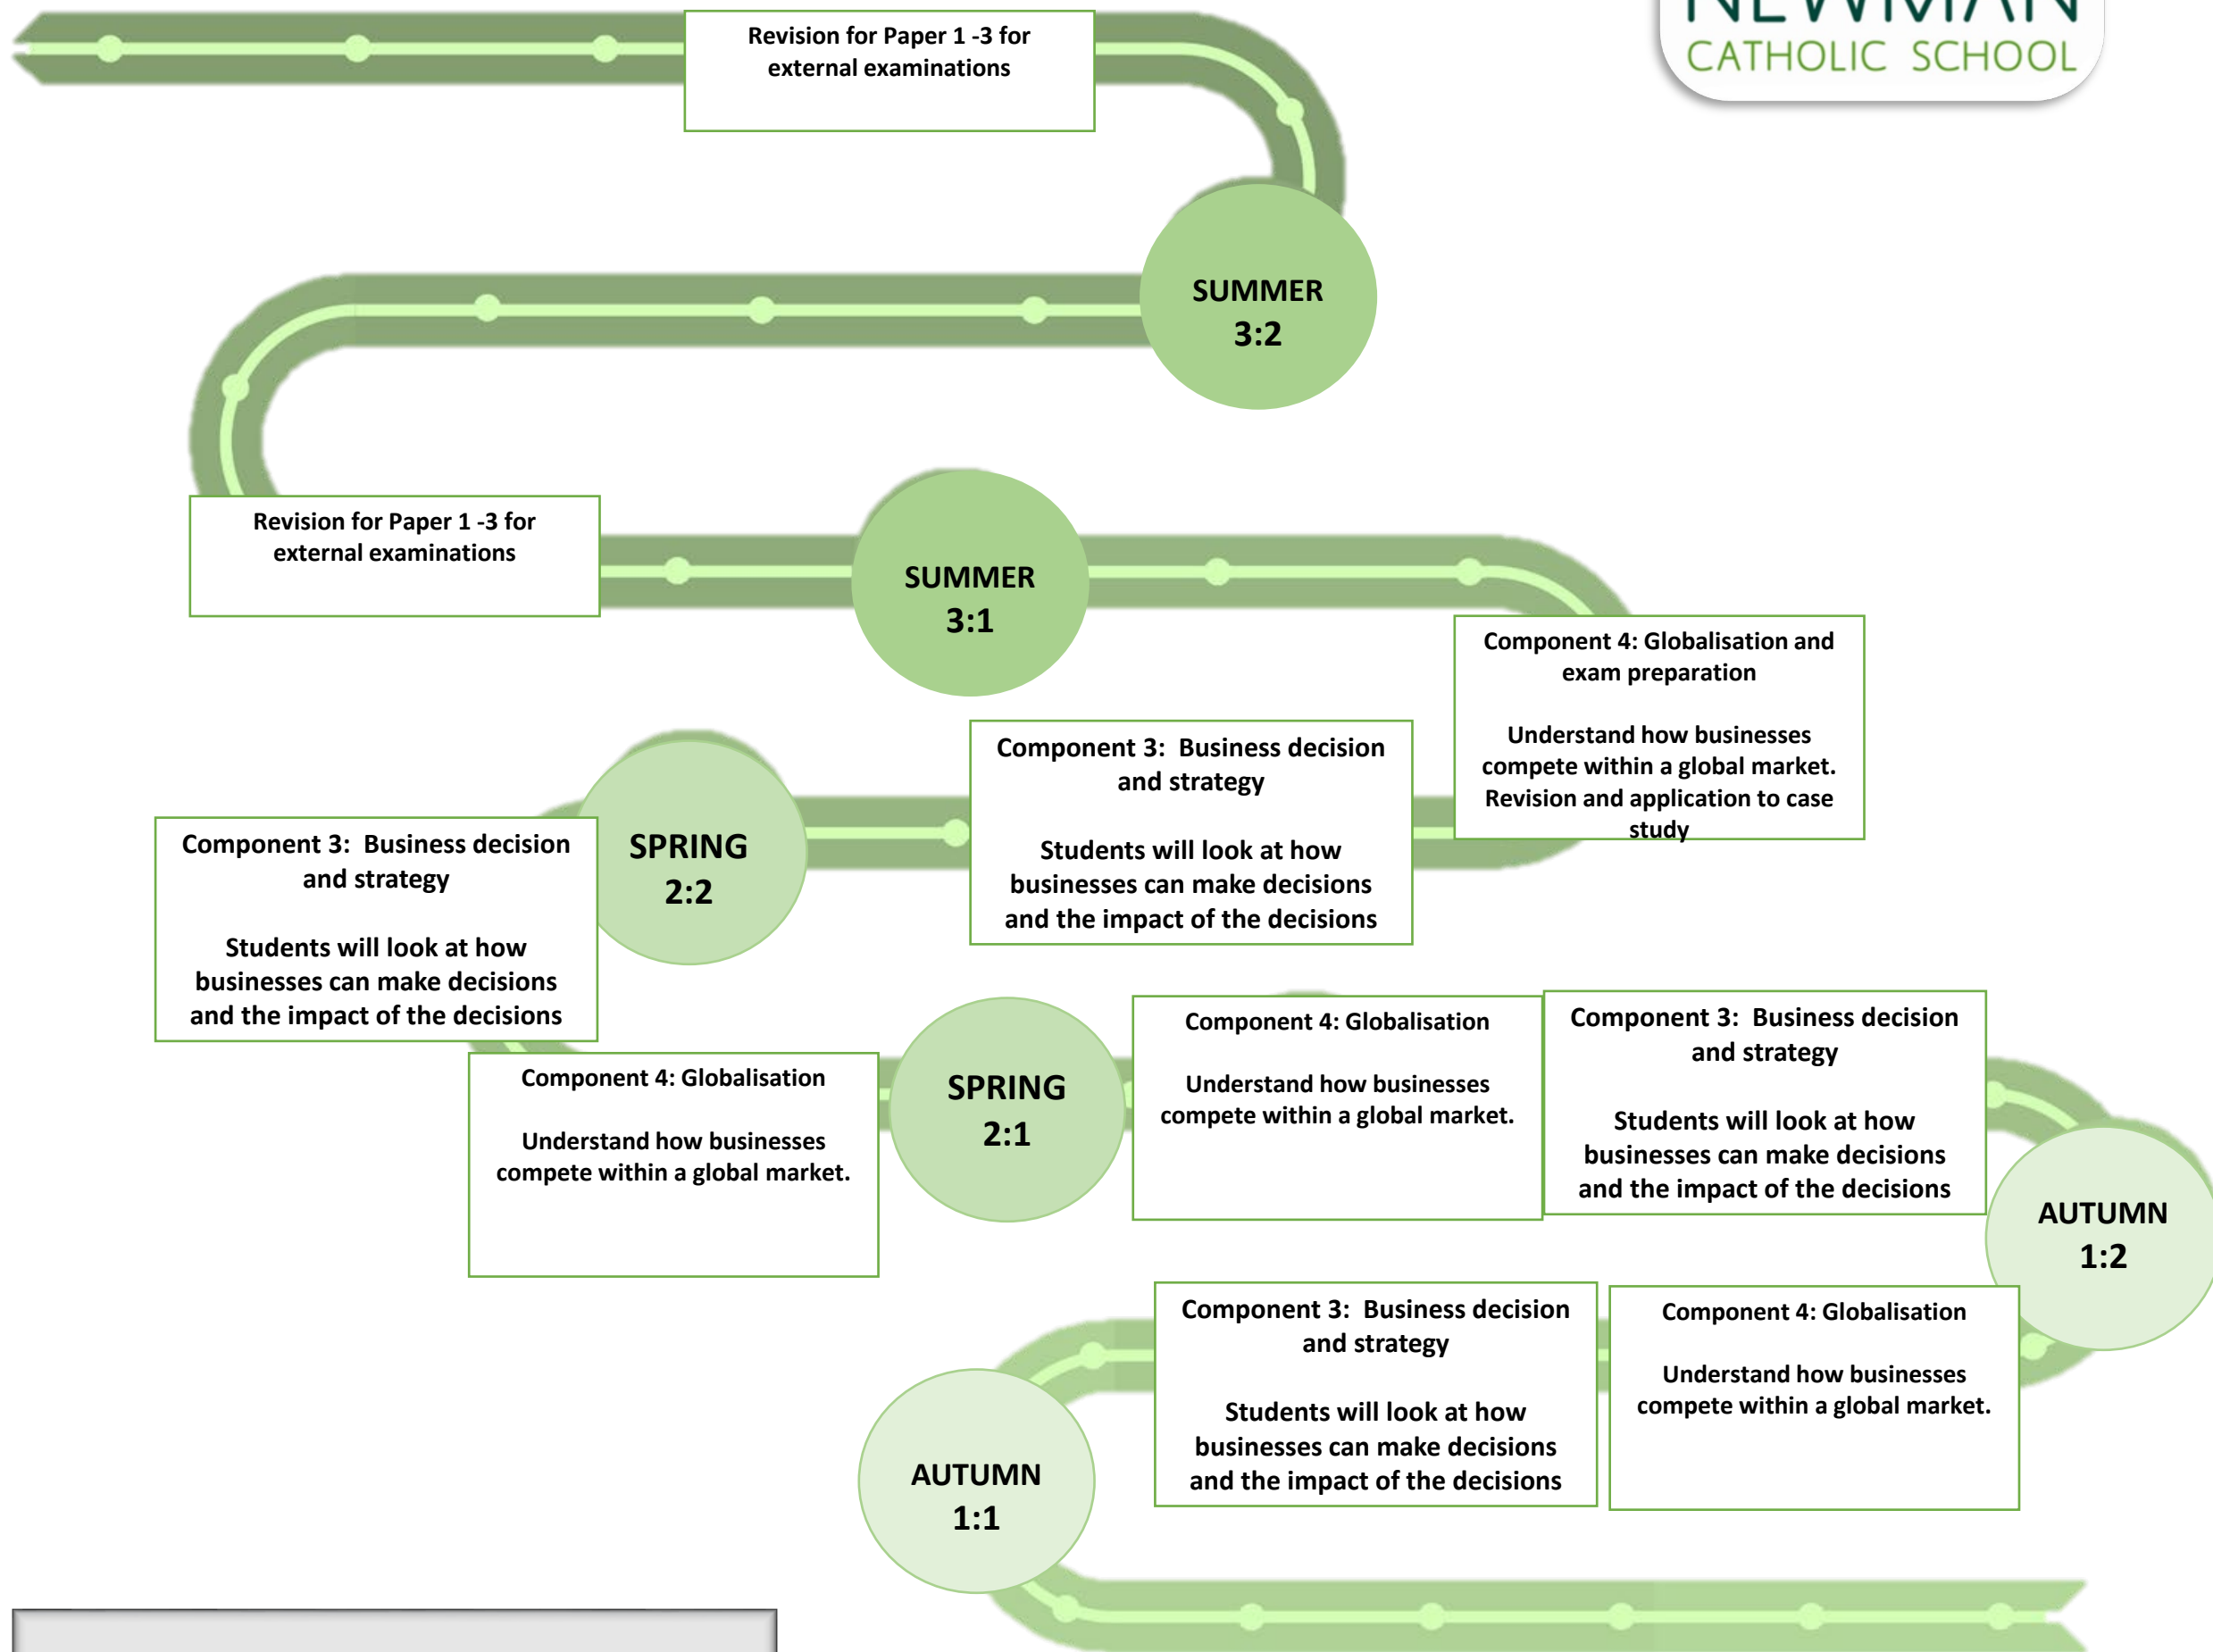 NEWMAN
CATHOLIC SCHOOL
Revision for Paper 1 -3 for
external examinations
SUMMER
3:2
Revision for Paper 1 -3 for
external examinations
SUMMER
3:1
Component 4: Globalisation and
exam preparation
Understand how businesses
compete within a global market.
Revision and application to case
study
Component 3:  Business decision
and strategy
Students will look at how
businesses can make decisions
and the impact of the decisions
SPRING
2:2
Component 3:  Business decision
and strategy
Students will look at how
businesses can make decisions
and the impact of the decisions
Component 4: Globalisation
Understand how businesses
compete within a global market.
SPRING
2:1
Component 4: Globalisation
Understand how businesses
compete within a global market.
Component 3:  Business decision
and strategy
Students will look at how
businesses can make decisions
and the impact of the decisions
AUTUMN
1:2
Component 3:  Business decision
and strategy
Students will look at how
businesses can make decisions
and the impact of the decisions
Component 4: Globalisation
Understand how businesses
compete within a global market.
AUTUMN
1:1